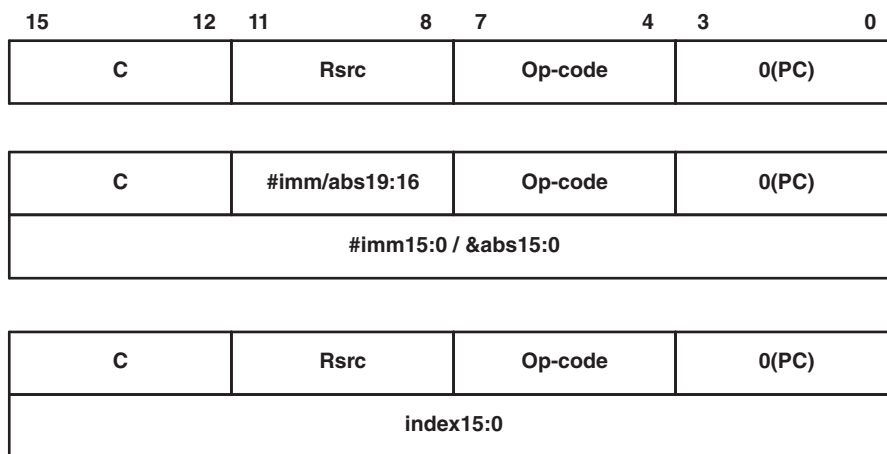 15 12 11 8 7 4 3 0
C Rsrc Op-code 0(PC)
C #imm/abs19:16 Op-code 0(PC)
#imm15:0 / &abs15:0
C Rsrc Op-code 0(PC)
index15:0